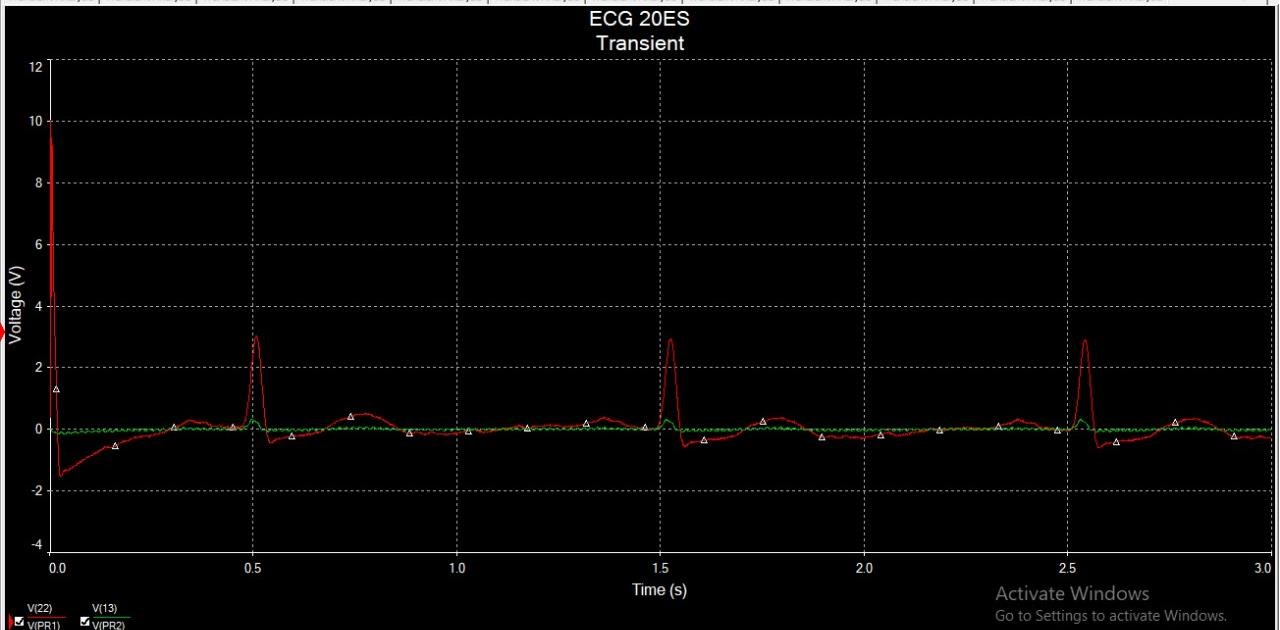 ECG 20ES
Transient
12
10
8
6
4
2
0
-2
-4
Voltage (V)
0.0 0.5 1.0 1.5 2.0 2.5 3.0
Time (s)
Activate Windows
Go to Settings to activate Windows.
V(22) V(13)
V(PR1) V(PR2)